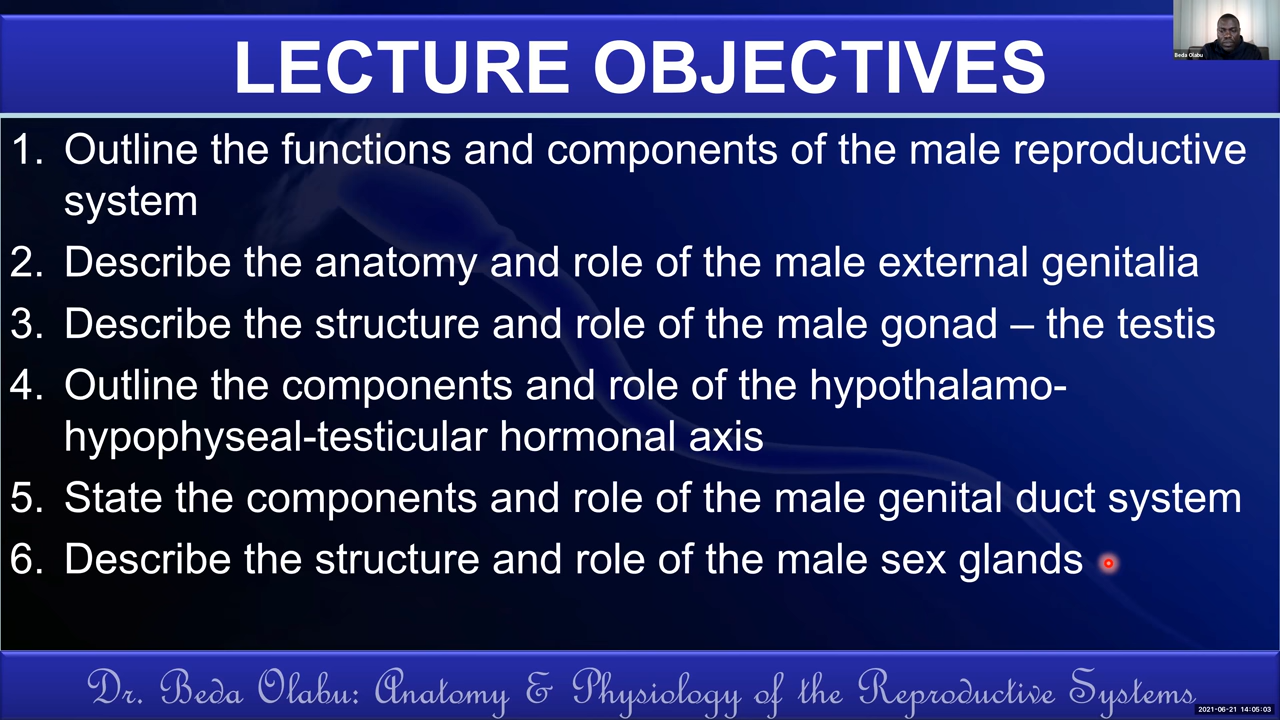 Beda Olabu
LECTURE OBJECTIVES
1. Outline the functions and components of the male reproductive
system
2. Describe the anatomy and role of the male external genitalia
3. Describe the structure and role of the male gonad – the testis
4. Outline the components and role of the hypothalamo-
hypophyseal-testicular hormonal axis
5. State the components and role of the male genital duct system
6. Describe the structure and role of the male sex glands
Dr. Beda Olabu: Anatomy & Physiology of the Reproductive Systems
2021-06-21 14:05:03